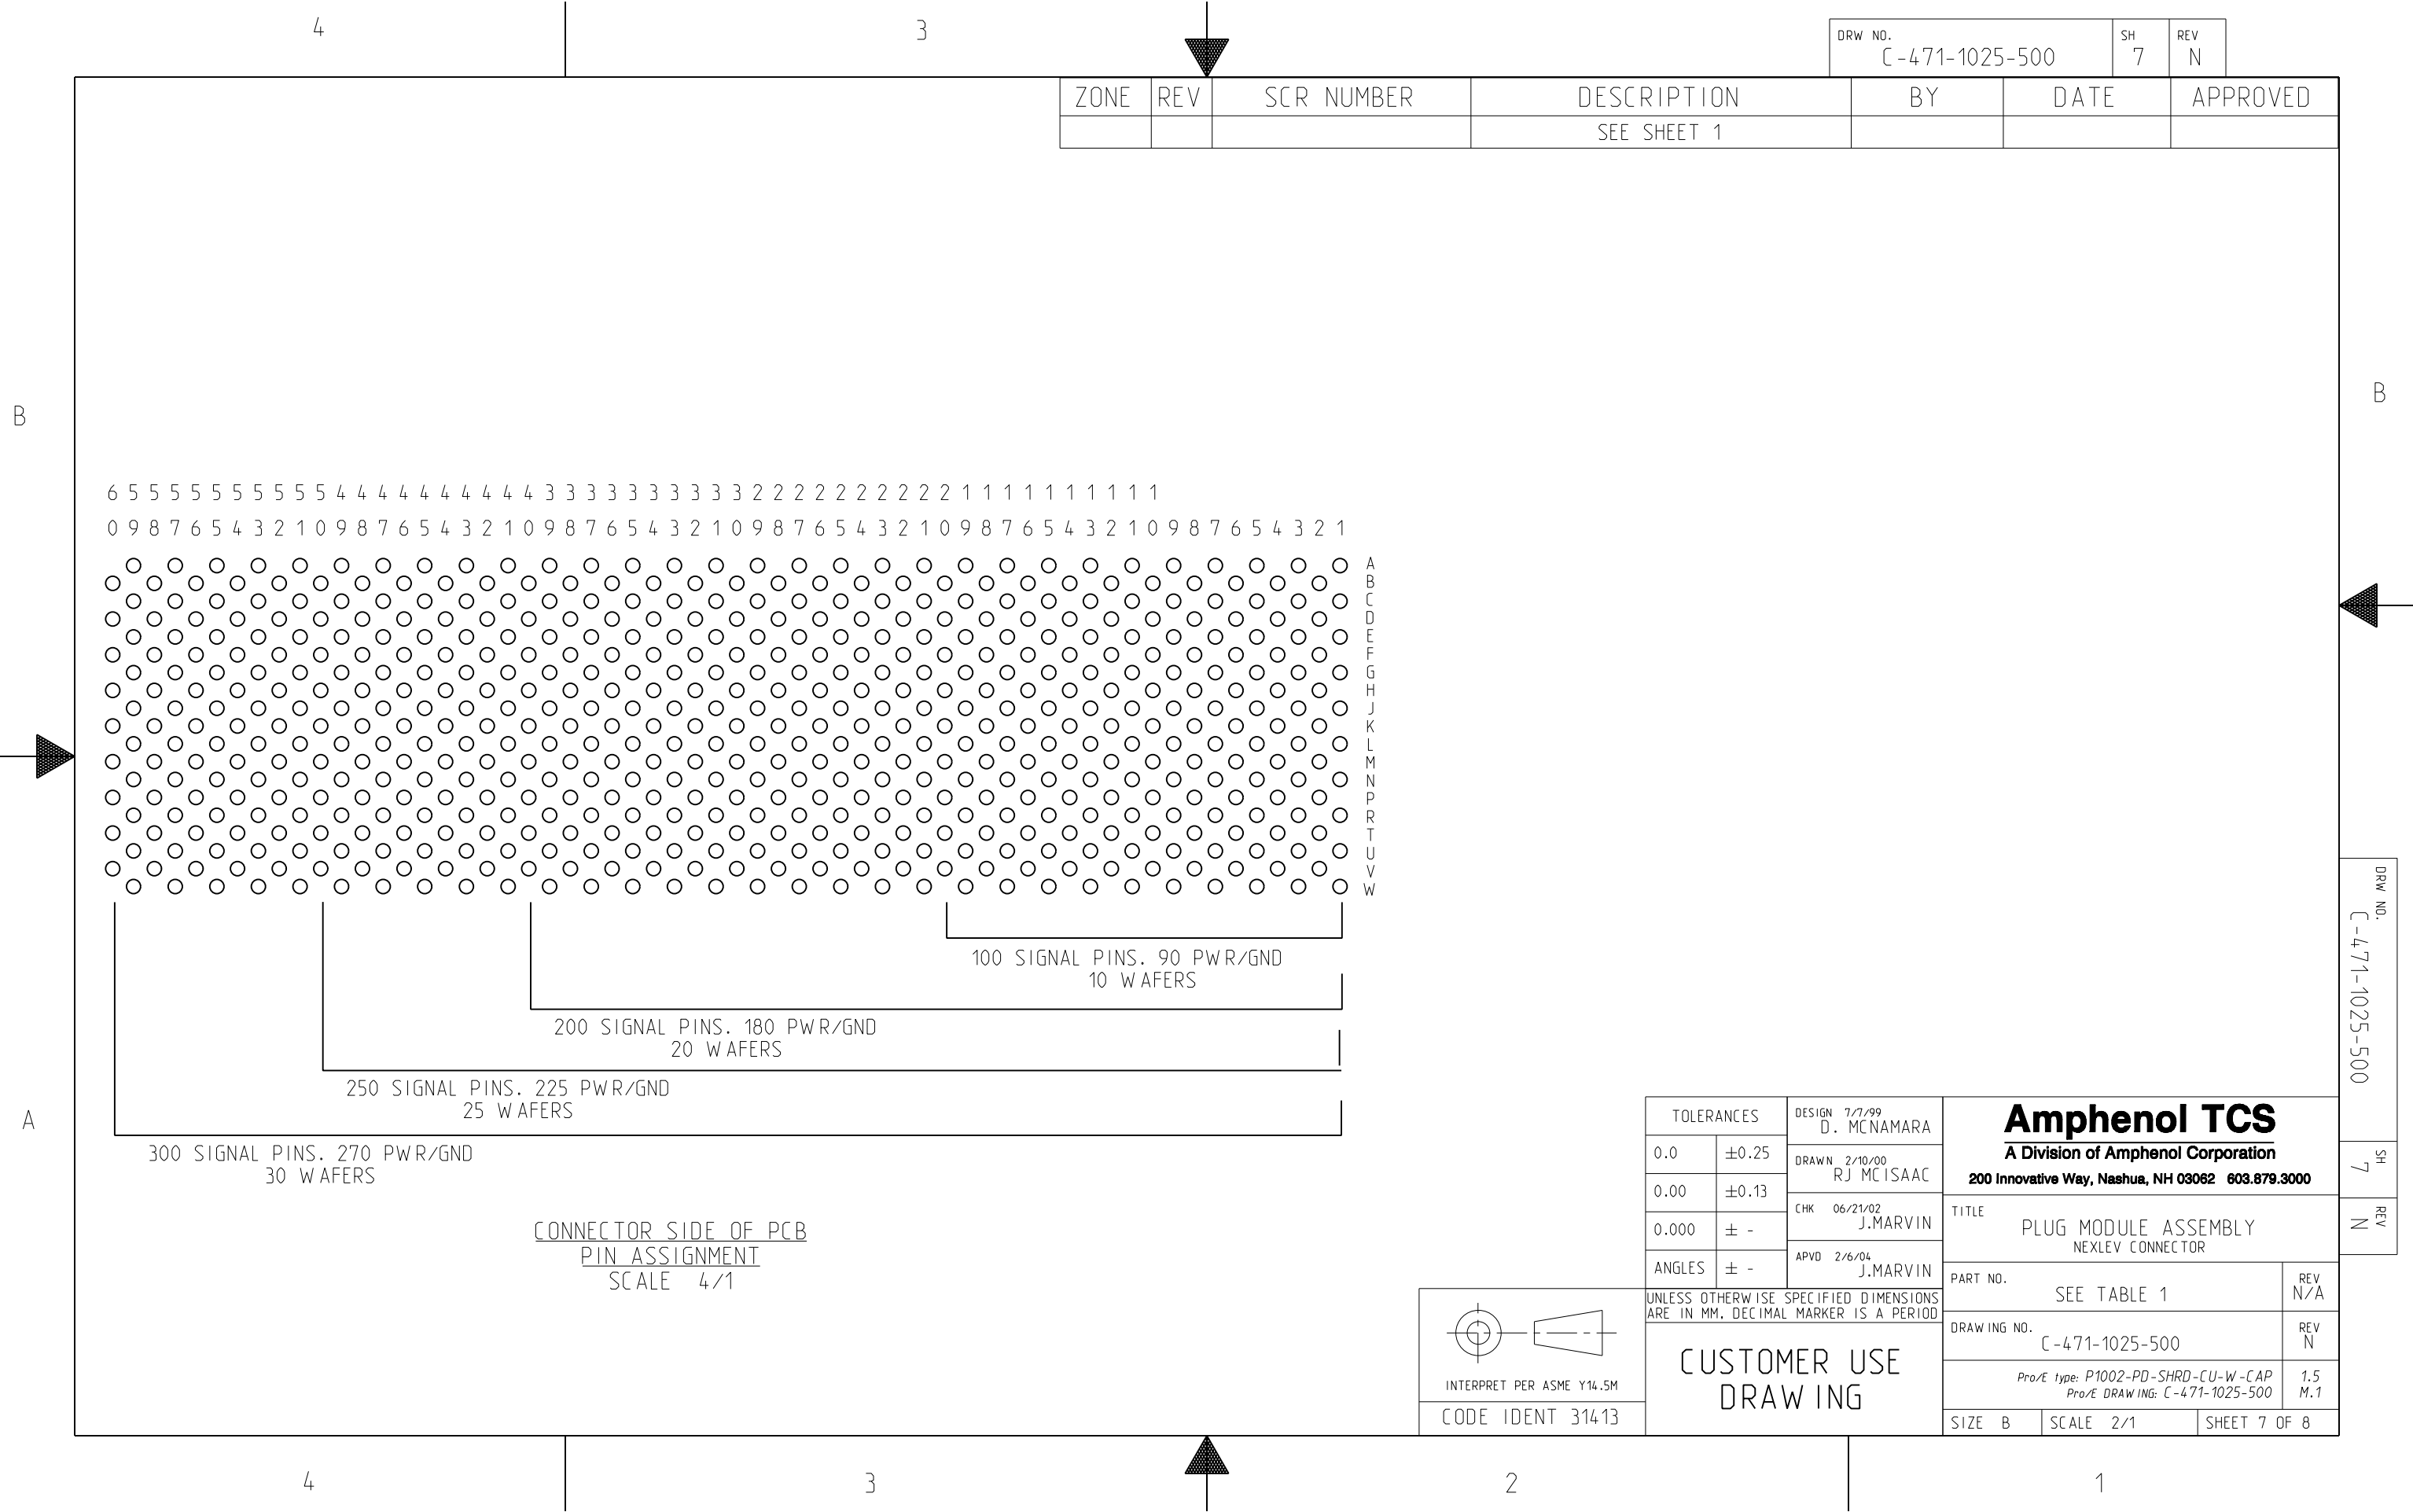 4
3
DRW NO.
C-471-1025-500
SH
7
REV
N
ZONE REV SCR NUMBER DESCRIPTION BY DATE APPROVED
SEE SHEET 1
B
B
6 5 5 5 5 5 5 5 5 5 5 4 4 4 4 4 4 4 4 4 4 3 3 3 3 3 3 3 3 3 3 2 2 2 2 2 2 2 2 2 2 1 1 1 1 1 1 1 1 1 1
0 9 8 7 6 5 4 3 2 1 0 9 8 7 6 5 4 3 2 1 0 9 8 7 6 5 4 3 2 1 0 9 8 7 6 5 4 3 2 1 0 9 8 7 6 5 4 3 2 1 0 9 8 7 6 5 4 3 2 1
A
B
C
D
E
F
G
H
J
K
L
M
N
P
R
T
U
V
W
100 SIGNAL PINS. 90 PWR/GND
10 WAFERS
200 SIGNAL PINS. 180 PWR/GND
20 WAFERS
250 SIGNAL PINS. 225 PWR/GND
25 WAFERS
300 SIGNAL PINS. 270 PWR/GND
30 WAFERS
CONNECTOR SIDE OF PCB
PIN ASSIGNMENT
SCALE 4/1
A
DRW NO.
C-471-1025-500
SH
7
REV
N
TOLERANCES
0.0 ±0.25
0.00 ±0.13
0.000 ± -
ANGLES ± -
DESIGN 7/7/99
D. MCNAMARA
DRAWN 2/10/00
RJ MCISAAC
CHK 06/21/02
J.MARVIN
APVD 2/6/04
J.MARVIN
UNLESS OTHERWISE SPECIFIED DIMENSIONS
ARE IN MM. DECIMAL MARKER IS A PERIOD
CUSTOMER USE
DRAWING
INTERPRET PER ASME Y14.5M
CODE IDENT 31413
Amphenol TCS
A Division of Amphenol Corporation
200 Innovative Way, Nashua, NH 03062 603.879.3000
TITLE
PLUG MODULE ASSEMBLY
NEXLEV CONNECTOR
PART NO.
SEE TABLE 1
REV
N/A
DRAWING NO.
C-471-1025-500
REV
N
Pro/E type: P1002-PD-SHRD-CU-W-CAP 1.5
Pro/E DRAWING: C-471-1025-500 M.1
SIZE B SCALE 2/1 SHEET 7 OF 8
4
3
2
1